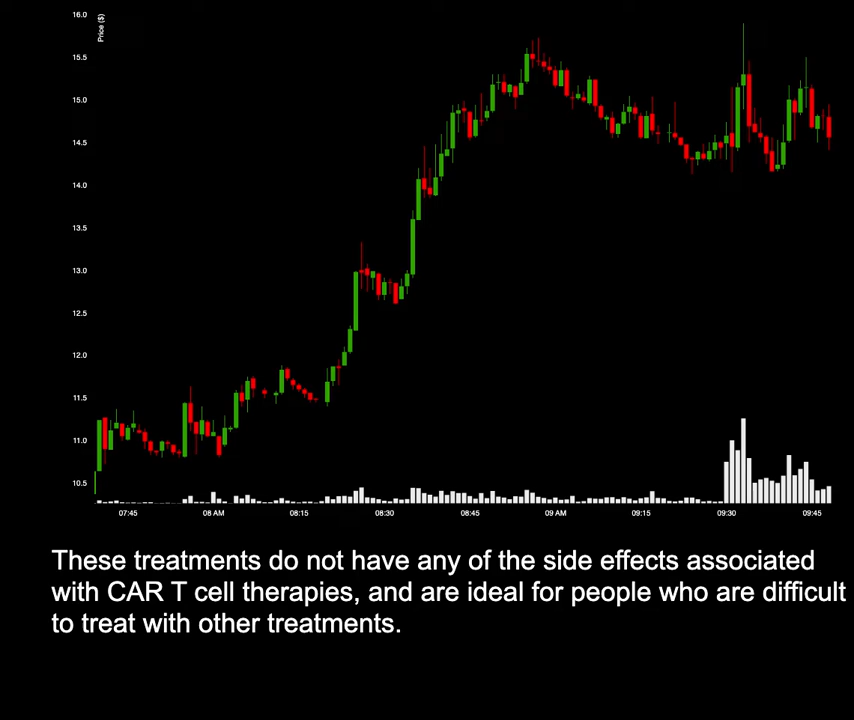 Price ($)
16.0
15.5
15.0
14.5
14.0
13.5
13.0
12.5
12.0
11.5
11.0
10.5
07:45 08 AM 08:15 08:30 08:45 09 AM 09:15 09:30 09:45
These treatments do not have any of the side effects associated
with CAR T cell therapies, and are ideal for people who are difficult
to treat with other treatments.